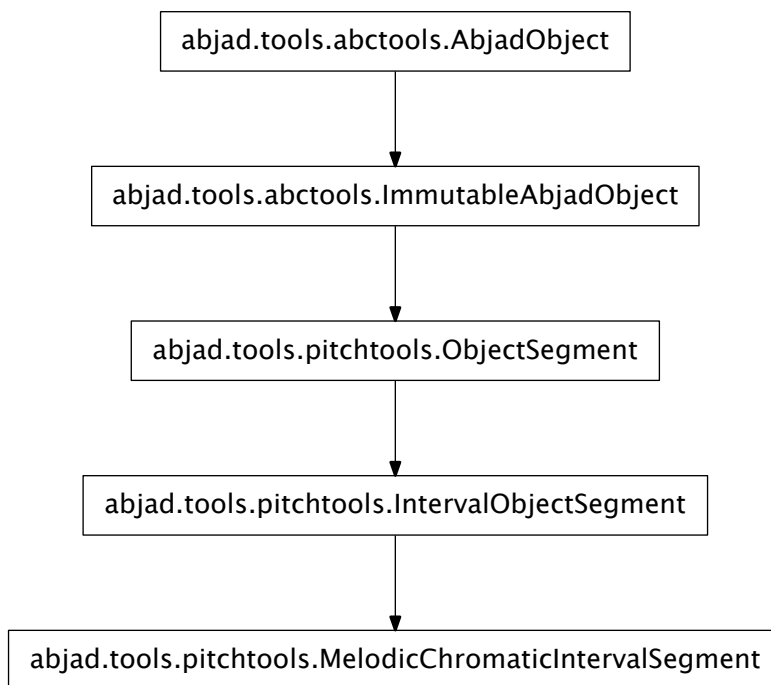 abjad.tools.abctools.AbjadObject
abjad.tools.abctools.ImmutableAbjadObject
abjad.tools.pitchtools.ObjectSegment
abjad.tools.pitchtools.IntervalObjectSegment
abjad.tools.pitchtools.MelodicChromaticIntervalSegment